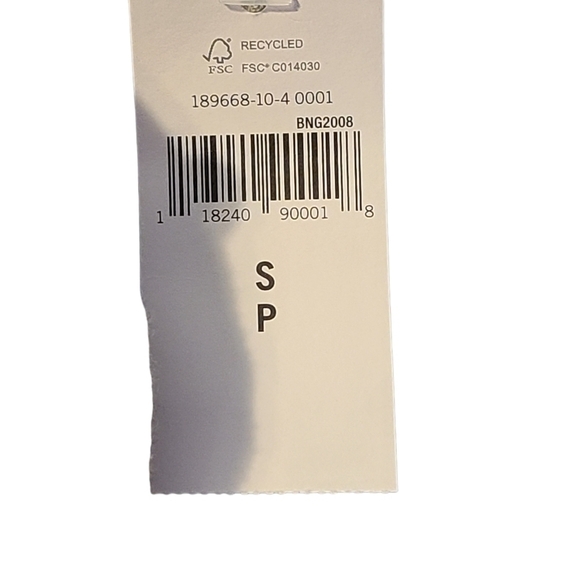 RECYCLED
FSC FSC® C014030
189668-10-4 0001
BNG2008
1 18240 90001 8
S
P